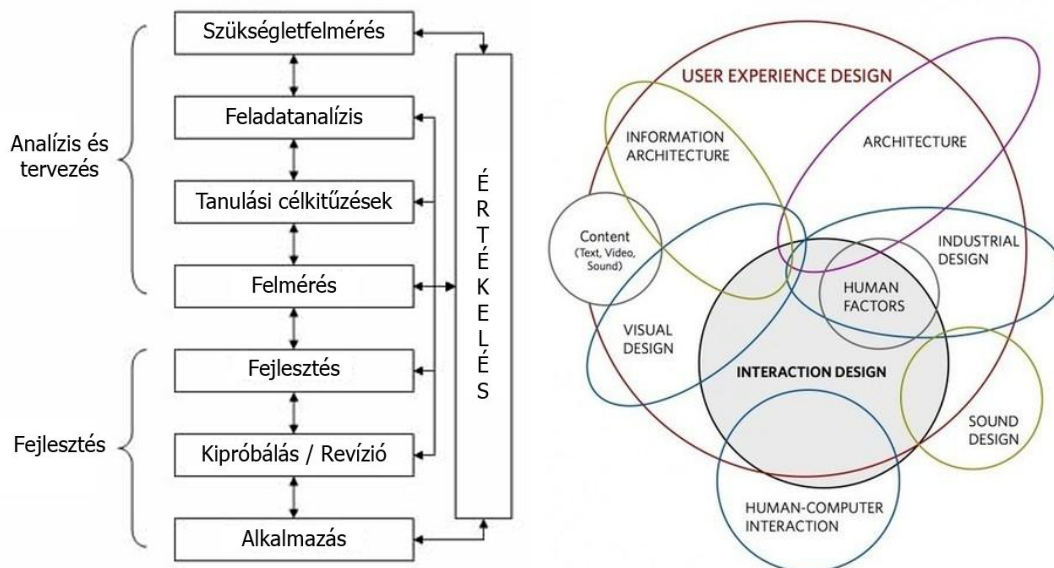 Szükségletfelmérés
Feladatanalízis
Analízis és
tervezés
Tanulási célkitűzések
Felmérés
Fejlesztés
Fejlesztés
Kipróbálás / Revízió
Alkalmazás
ÉRTÉKELÉS
USER EXPERIENCE DESIGN
INFORMATION
ARCHITECTURE
ARCHITECTURE
Content
(Text, Video,
Sound)
INDUSTRIAL
DESIGN
HUMAN
FACTORS
VISUAL
DESIGN
INTERACTION DESIGN
SOUND
DESIGN
HUMAN-COMPUTER
INTERACTION